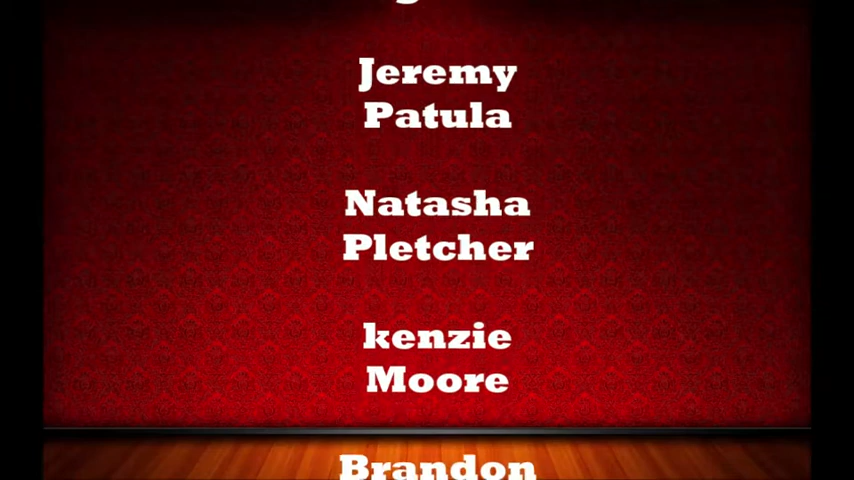 Jeremy
Patula
Natasha
Pletcher
kenzie
Moore
Brandon